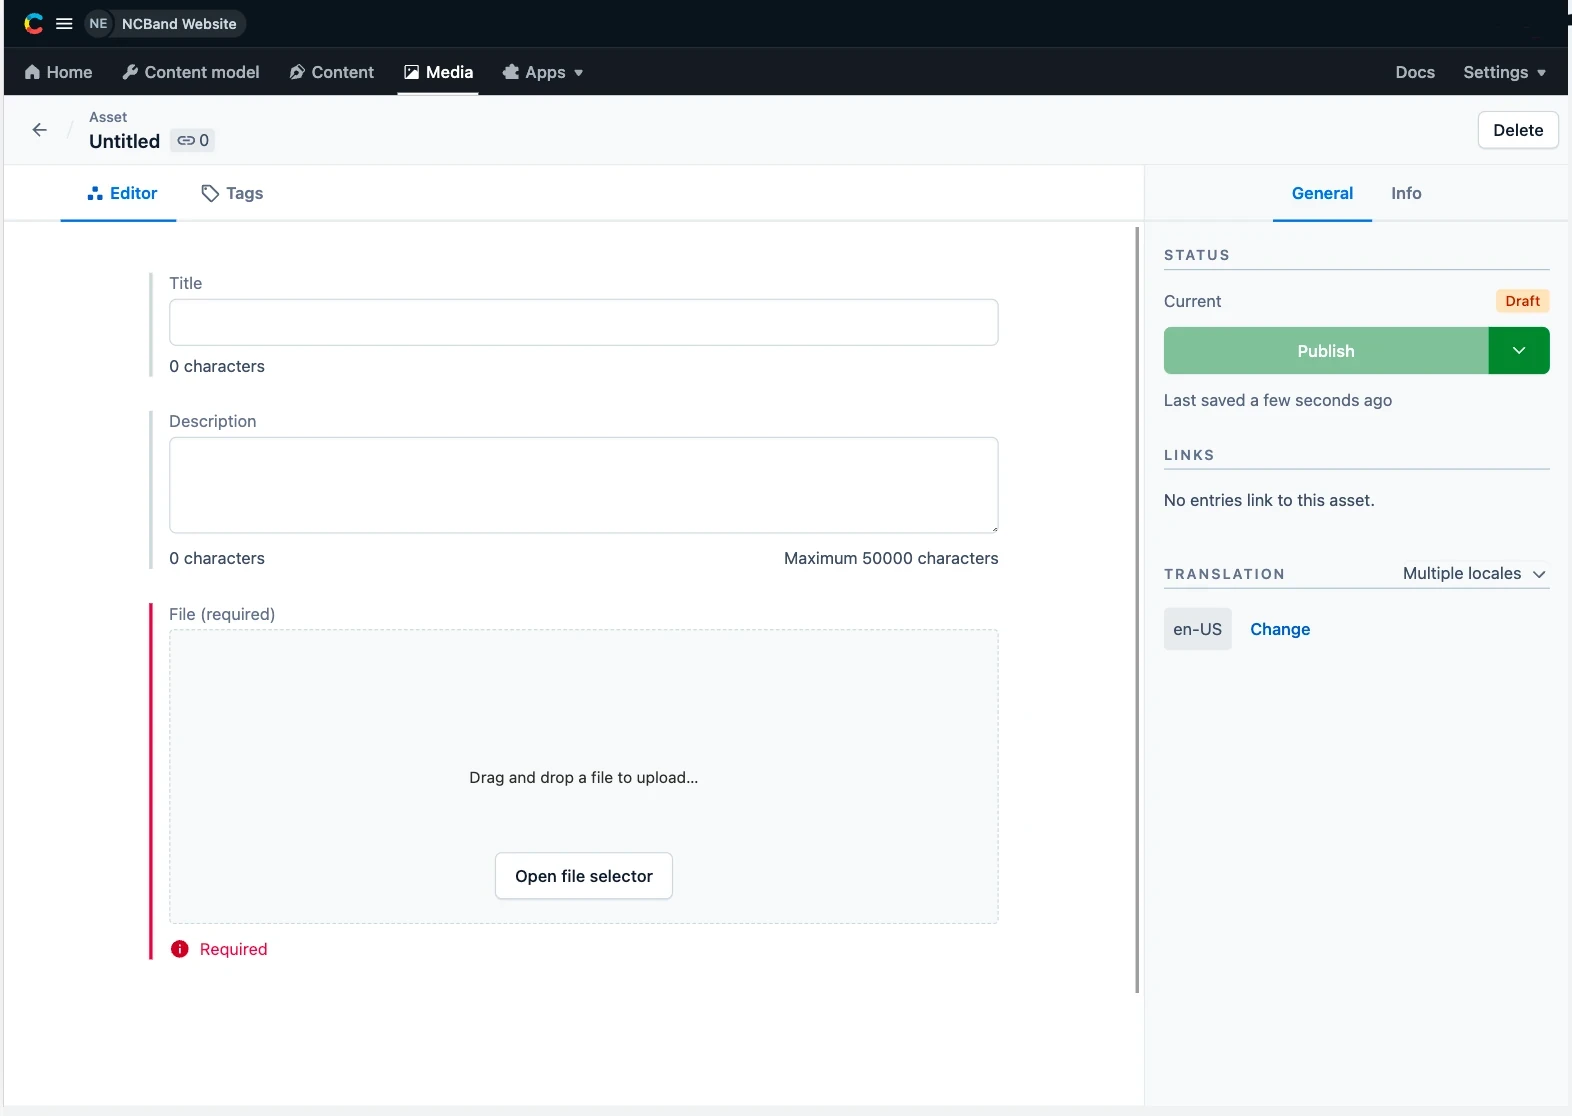 NE NCBand Website
Home Content model Content Media Apps Docs Settings
Asset
Untitled 0
Delete
Editor Tags
General Info
Title
0 characters
Description
0 characters Maximum 50000 characters
File (required)
Drag and drop a file to upload...
Open file selector
Required
STATUS
Current Draft
Publish
Last saved a few seconds ago
LINKS
No entries link to this asset.
TRANSLATION Multiple locales
en-US Change